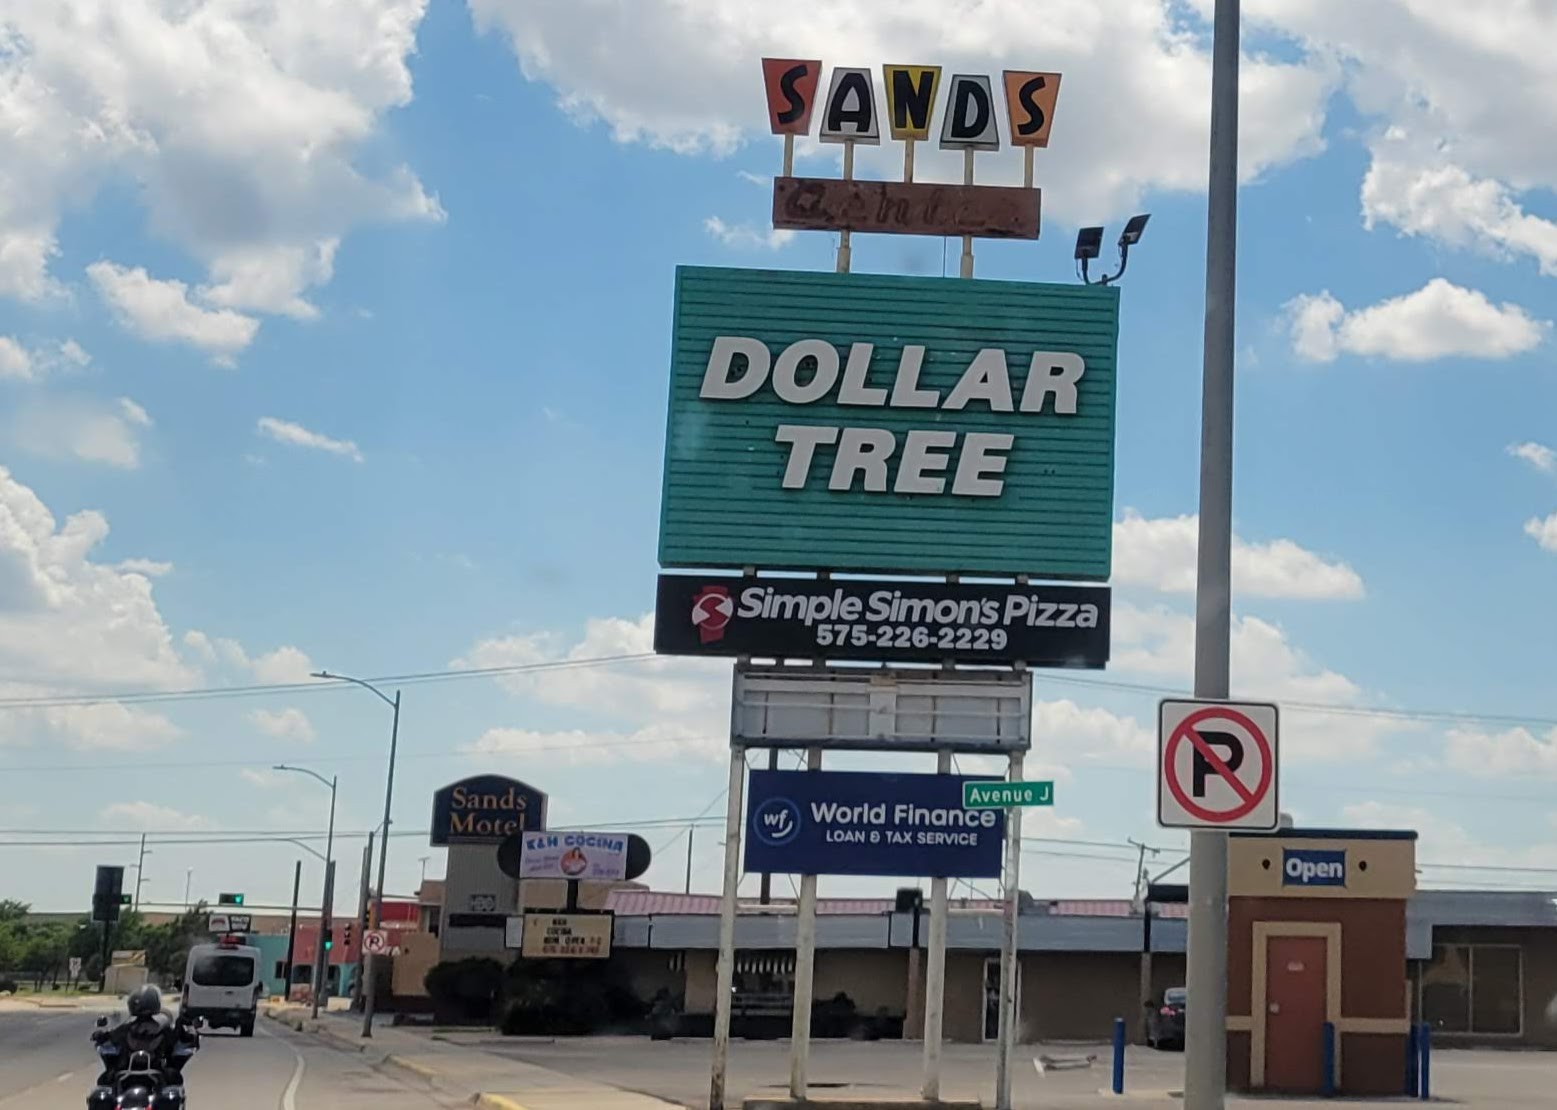 SANDS
DOLLAR
TREE
Simple Simon's Pizza
575-226-2229
wf
World Finance
LOAN & TAX SERVICE
Avenue J
P
Sands
Motel
K&H COCINA
Open
P